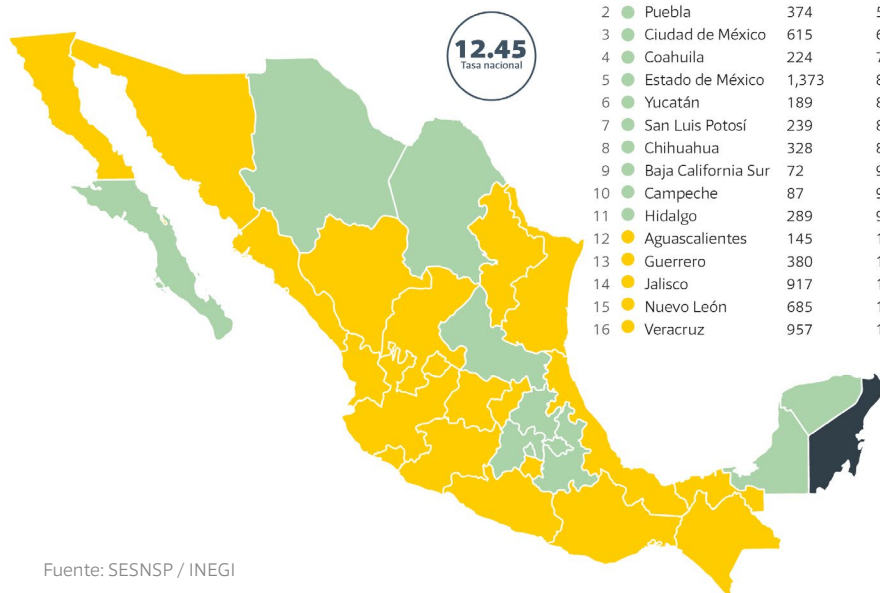 12.45
Tasa nacional
2 Puebla 374
3 Ciudad de México 615
4 Coahuila 224
5 Estado de México 1,373
6 Yucatán 189
7 San Luis Potosí 239
8 Chihuahua 328
9 Baja California Sur 72
10 Campeche 87
11 Hidalgo 289
12 Aguascalientes 145
13 Guerrero 380
14 Jalisco 917
15 Nuevo León 685
16 Veracruz 957
Fuente: SESNSP / INEGI